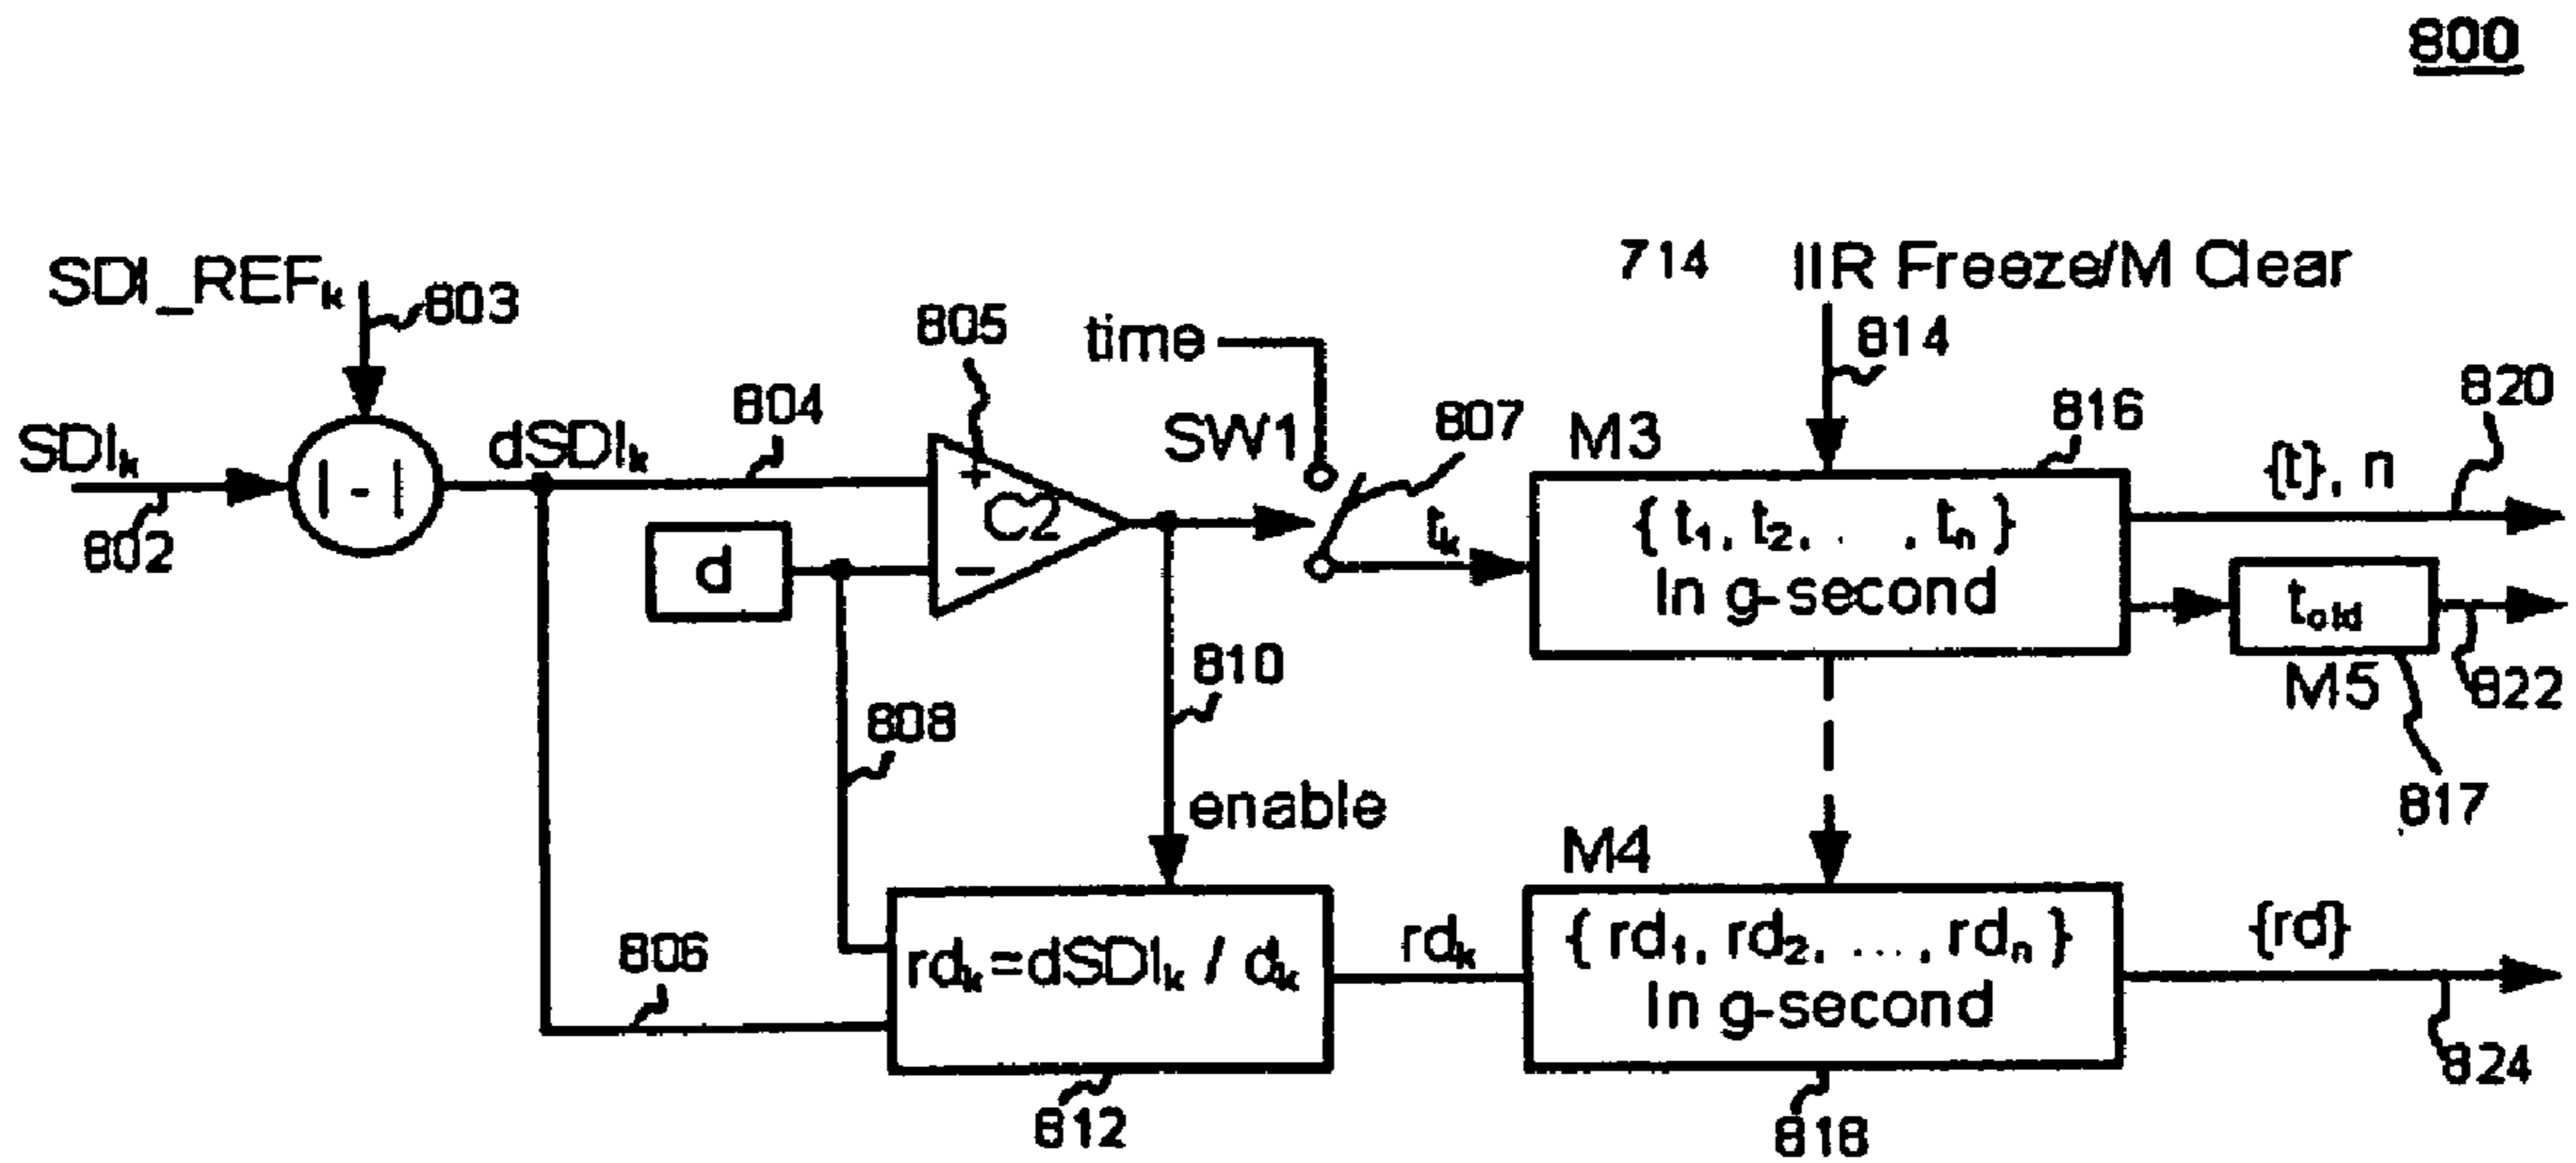 800
714 IIR Freeze/M Clear
SDI_REFₖ
803
814
805
time
820
804
SW1
807
M3
816
SDIₖ
dSDIₖ
{t}, n
| - |
+
C2
tₖ
{ t₁, t₂, . . , tₙ }
In g-second
802
d
−
tₒₗd
810
M5
822
808
817
enable
M4
806
rdₖ=dSDIₖ / dₖ
rdₖ
{ rd₁, rd₂, ..., rdₙ }
In g-second
{rd}
824
812
818